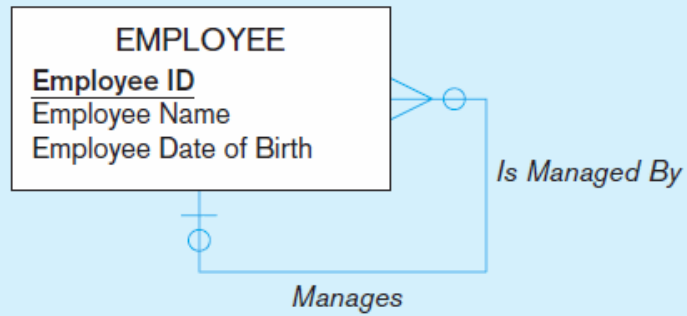 EMPLOYEE
Employee ID
Employee Name
Employee Date of Birth
Is Managed By
Manages